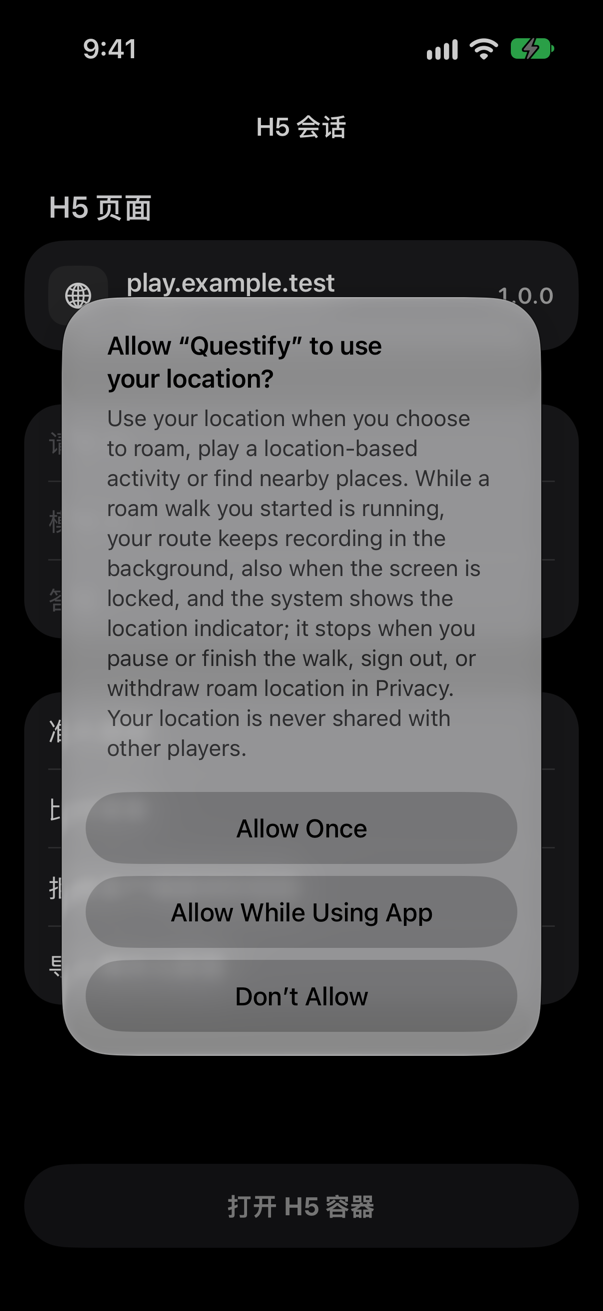 9:41
H5 会话
H5 页面
play.example.test
1.0.0
Allow “Questify” to use
your location?
Use your location when you choose
to roam, play a location-based
activity or find nearby places. While a
roam walk you started is running,
your route keeps recording in the
background, also when the screen is
locked, and the system shows the
location indicator; it stops when you
pause or finish the walk, sign out, or
withdraw roam location in Privacy.
Your location is never shared with
other players.
Allow Once
Allow While Using App
Don’t Allow
打开 H5 容器